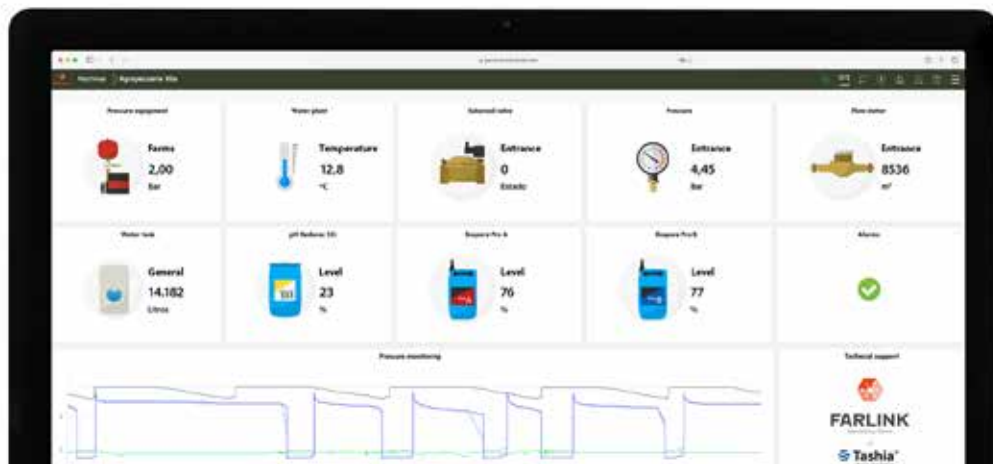 Pressure equipment
Water plant
Entrance valve
Pressure
Flow meter
Farms
2,00
Bar
Temperature
12,8
°C
Entrance
0
Estado
Entrance
4,45
Bar
Entrance
8536
m³
Water tank
Alarms
General
14.182
Litros
Level
23
%
Level
76
%
Level
77
%
Pressure monitoring
Technical support
FARLINK
Tashia